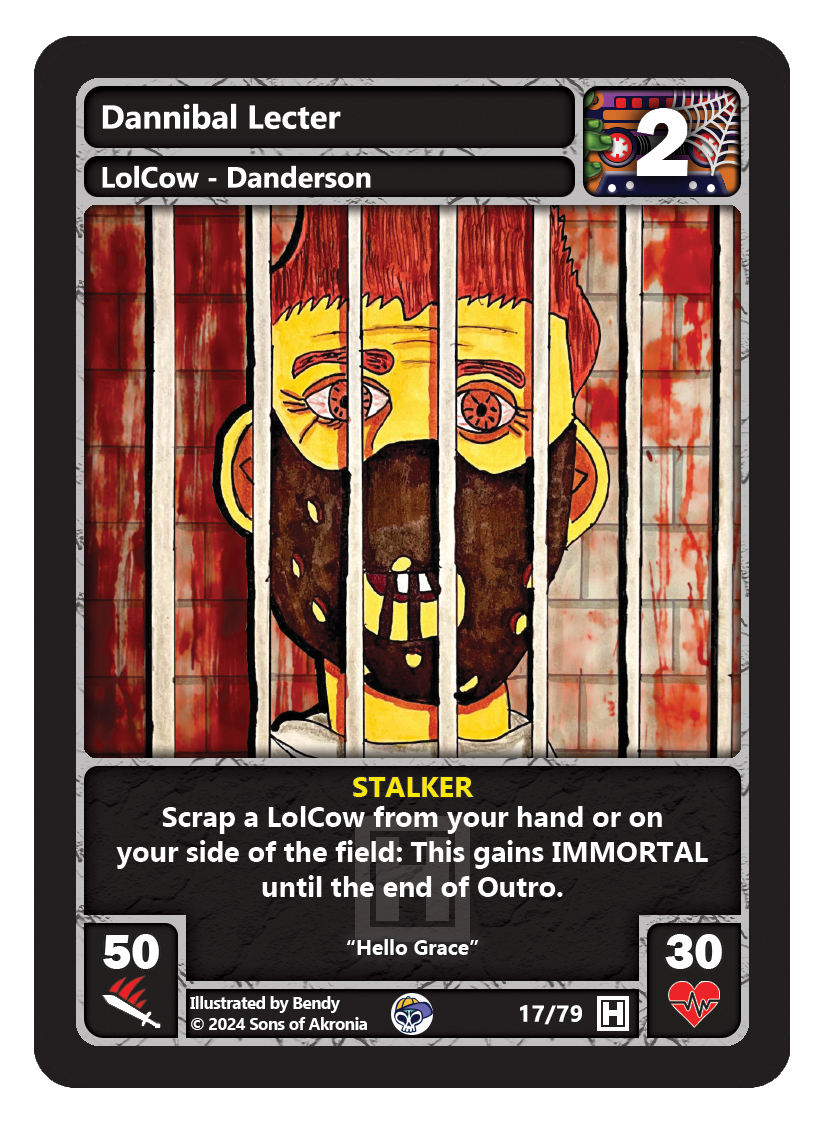 Dannibal Lecter
2
LolCow - Danderson
STALKER
Scrap a LolCow from your hand or on
your side of the field: This gains IMMORTAL
until the end of Outro.
50
“Hello Grace”
30
Illustrated by Bendy
© 2024 Sons of Akronia
17/79
H